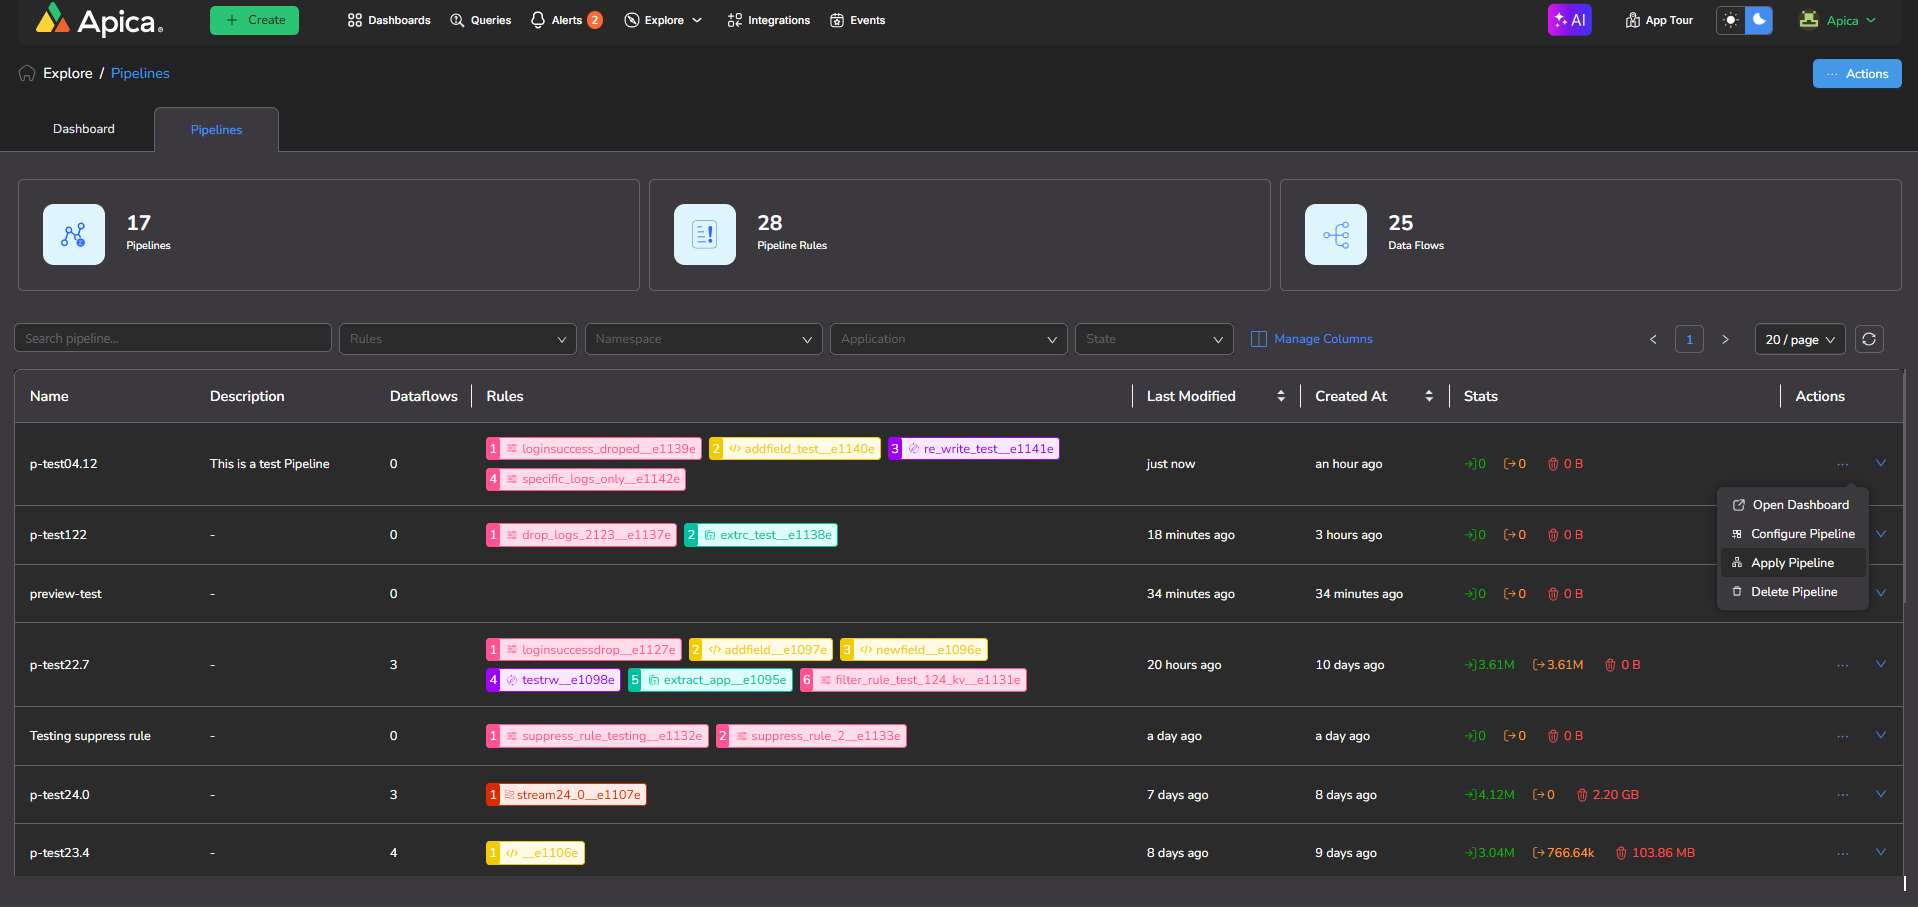 Apica
Create
Dashboards
Queries
Alerts 2
Explore
Integrations
Events
AI
App Tour
Apica
Explore / Pipelines
Actions
Dashboard
Pipelines
17
Pipelines
28
Pipeline Rules
25
Data Flows
Search pipeline...
Rules
Namespace
Application
State
Manage Columns
1
20 / page
Name Description Dataflows Rules Last Modified Created At Stats Actions
p-test04.12 This is a test Pipeline 0 1 loginsuccess_droped__e1139e 2 addfield_test__e1140e 3 re_write_test__e1141e just now an hour ago 0 0 0 B
4 specific_logs_only__e1142e
Open Dashboard
Configure Pipeline
Apply Pipeline
Delete Pipeline
p-test122 - 0 1 drop_logs_2123__e1137e 2 extrc_test__e1138e 18 minutes ago 3 hours ago 0 0 0 B
preview-test - 0 34 minutes ago 34 minutes ago 0 0 0 B
p-test22.7 - 3 1 loginsuccessdrop__e1127e 2 addfield__e1097e 3 newfield__e1096e 20 hours ago 10 days ago 3.61M 3.61M 0 B
4 testrw__e1098e 5 extract_app__e1095e 6 filter_rule_test_124_kv__e1131e
Testing suppress rule - 0 1 suppress_rule_testing__e1132e 2 suppress_rule_2__e1133e a day ago a day ago 0 0 0 B
p-test24.0 - 3 1 stream24_0__e1107e 7 days ago 8 days ago 4.12M 0 2.20 GB
p-test23.4 - 4 1 __e1106e 8 days ago 9 days ago 3.04M 766.64k 103.86 MB